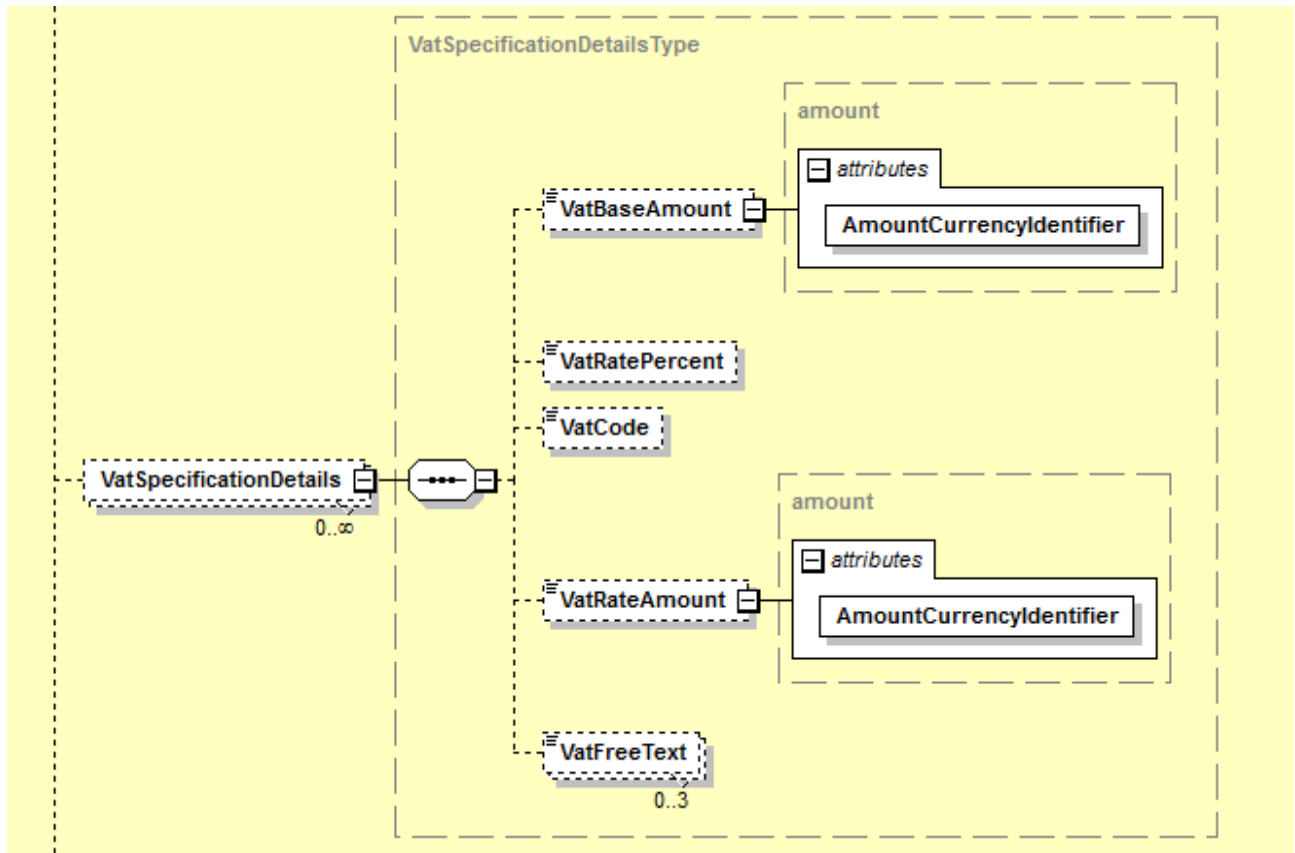 VatSpecificationDetailsType
amount
attributes
VatBaseAmount
AmountCurrencyIdentifier
VatRatePercent
VatCode
VatSpecificationDetails
0..∞
amount
attributes
VatRateAmount
AmountCurrencyIdentifier
VatFreeText
0..3